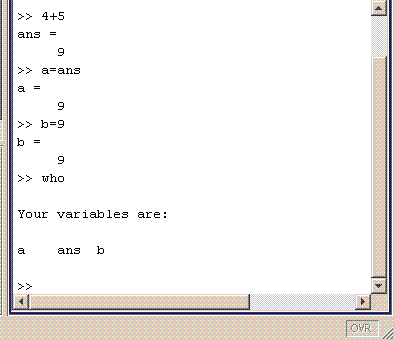 >> 4+5
ans =
     9
>> a=ans
a =
     9
>> b=9
b =
     9
>> who
Your variables are:
a    ans  b
>>
OVR